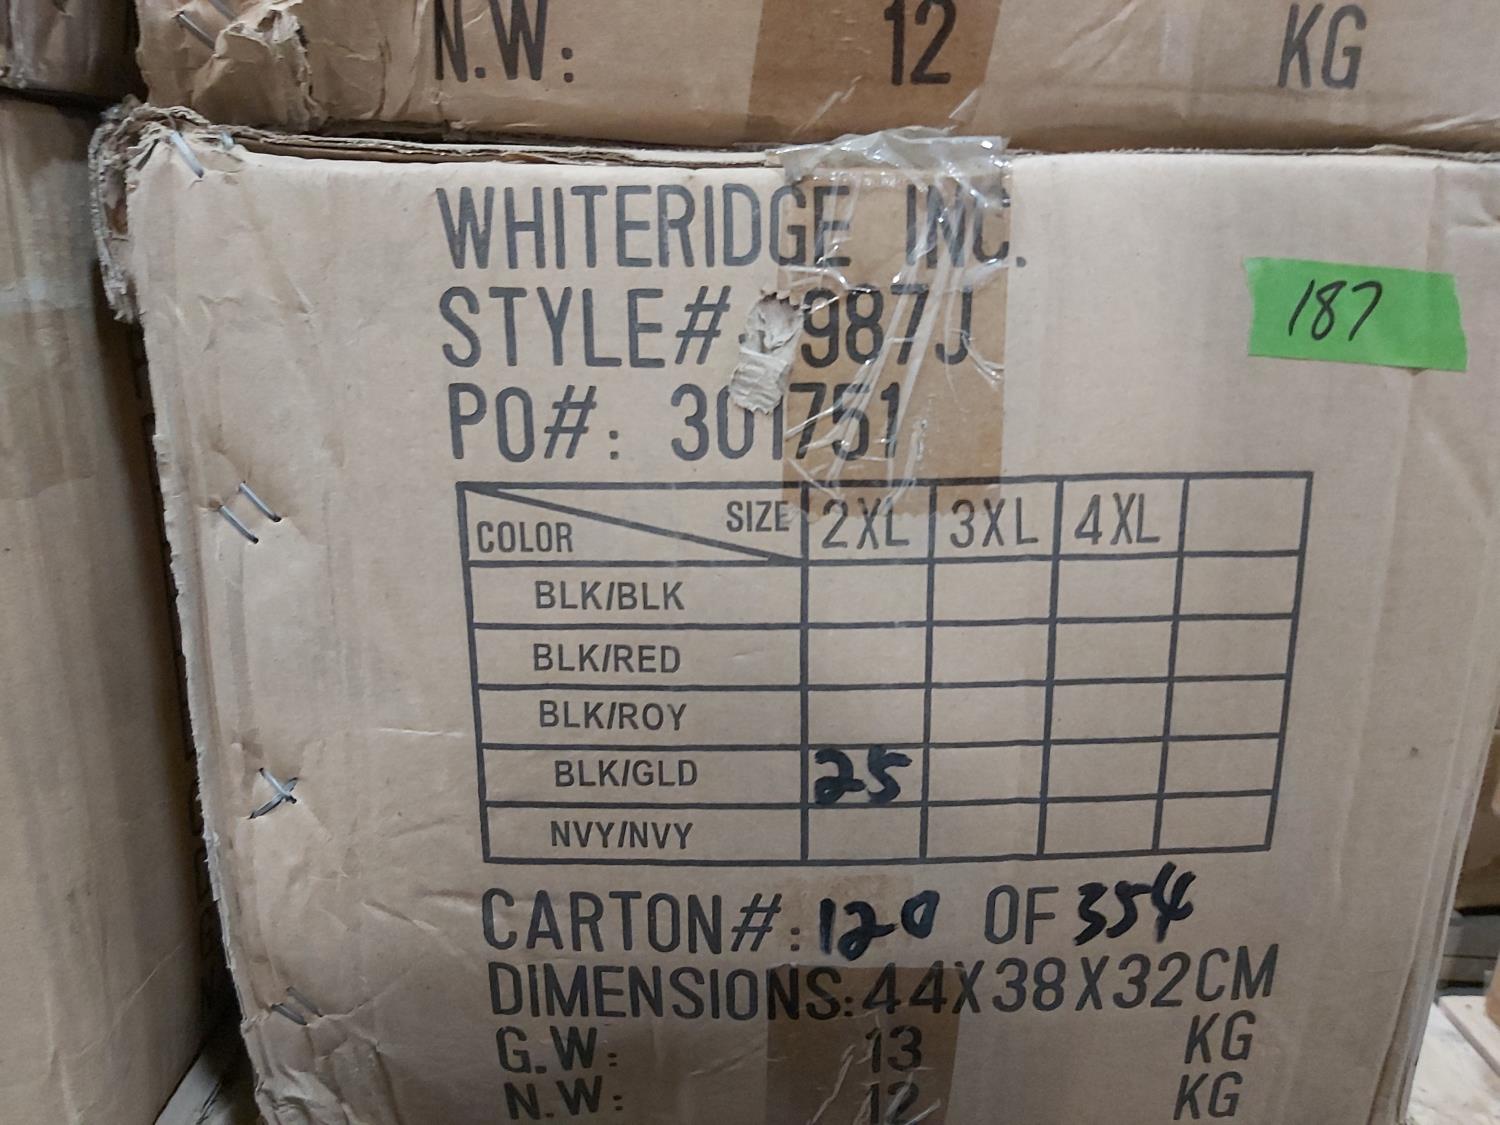 N.W: 12 KG
WHITERIDGE INC.
STYLE# 987J
187
PO#: 301751
COLOR SIZE 2XL 3XL 4XL
BLK/BLK
BLK/RED
BLK/ROY
BLK/GLD 25
NVY/NVY
CARTON#: 120 OF 354
DIMENSIONS: 44X38X32CM
G.W: 13 KG
N.W: 12 KG